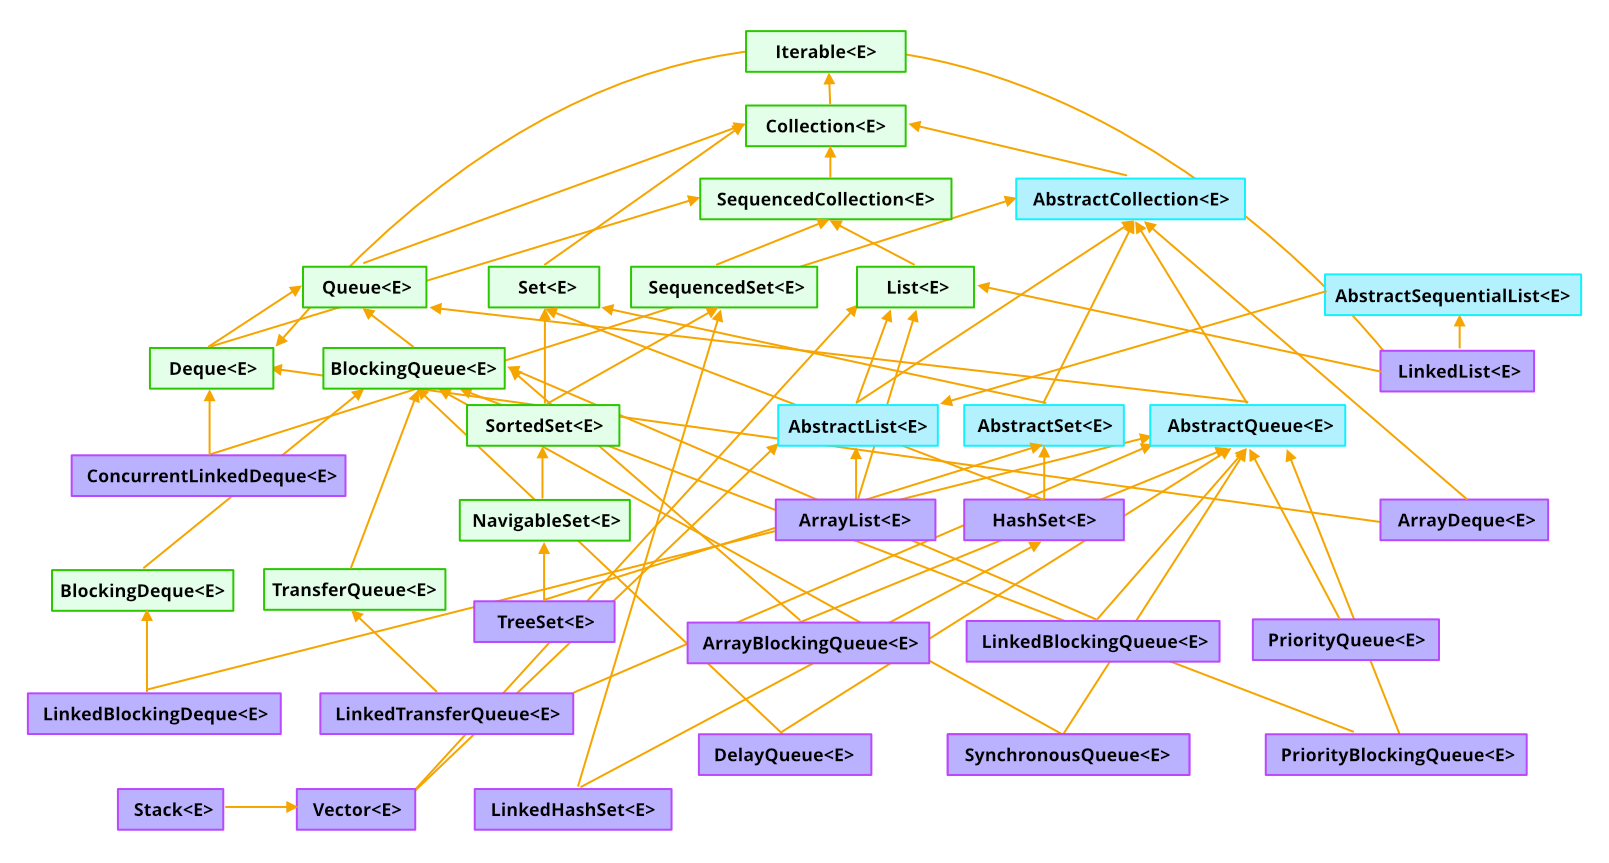 Iterable<E>
Collection<E>
SequencedCollection<E>
AbstractCollection<E>
Queue<E>
Set<E>
SequencedSet<E>
List<E>
AbstractSequentialList<E>
Deque<E>
BlockingQueue<E>
LinkedList<E>
SortedSet<E>
AbstractList<E>
AbstractSet<E>
AbstractQueue<E>
ConcurrentLinkedDeque<E>
NavigableSet<E>
ArrayList<E>
HashSet<E>
ArrayDeque<E>
BlockingDeque<E>
TransferQueue<E>
TreeSet<E>
ArrayBlockingQueue<E>
LinkedBlockingQueue<E>
PriorityQueue<E>
LinkedBlockingDeque<E>
LinkedTransferQueue<E>
DelayQueue<E>
SynchronousQueue<E>
PriorityBlockingQueue<E>
Stack<E>
Vector<E>
LinkedHashSet<E>